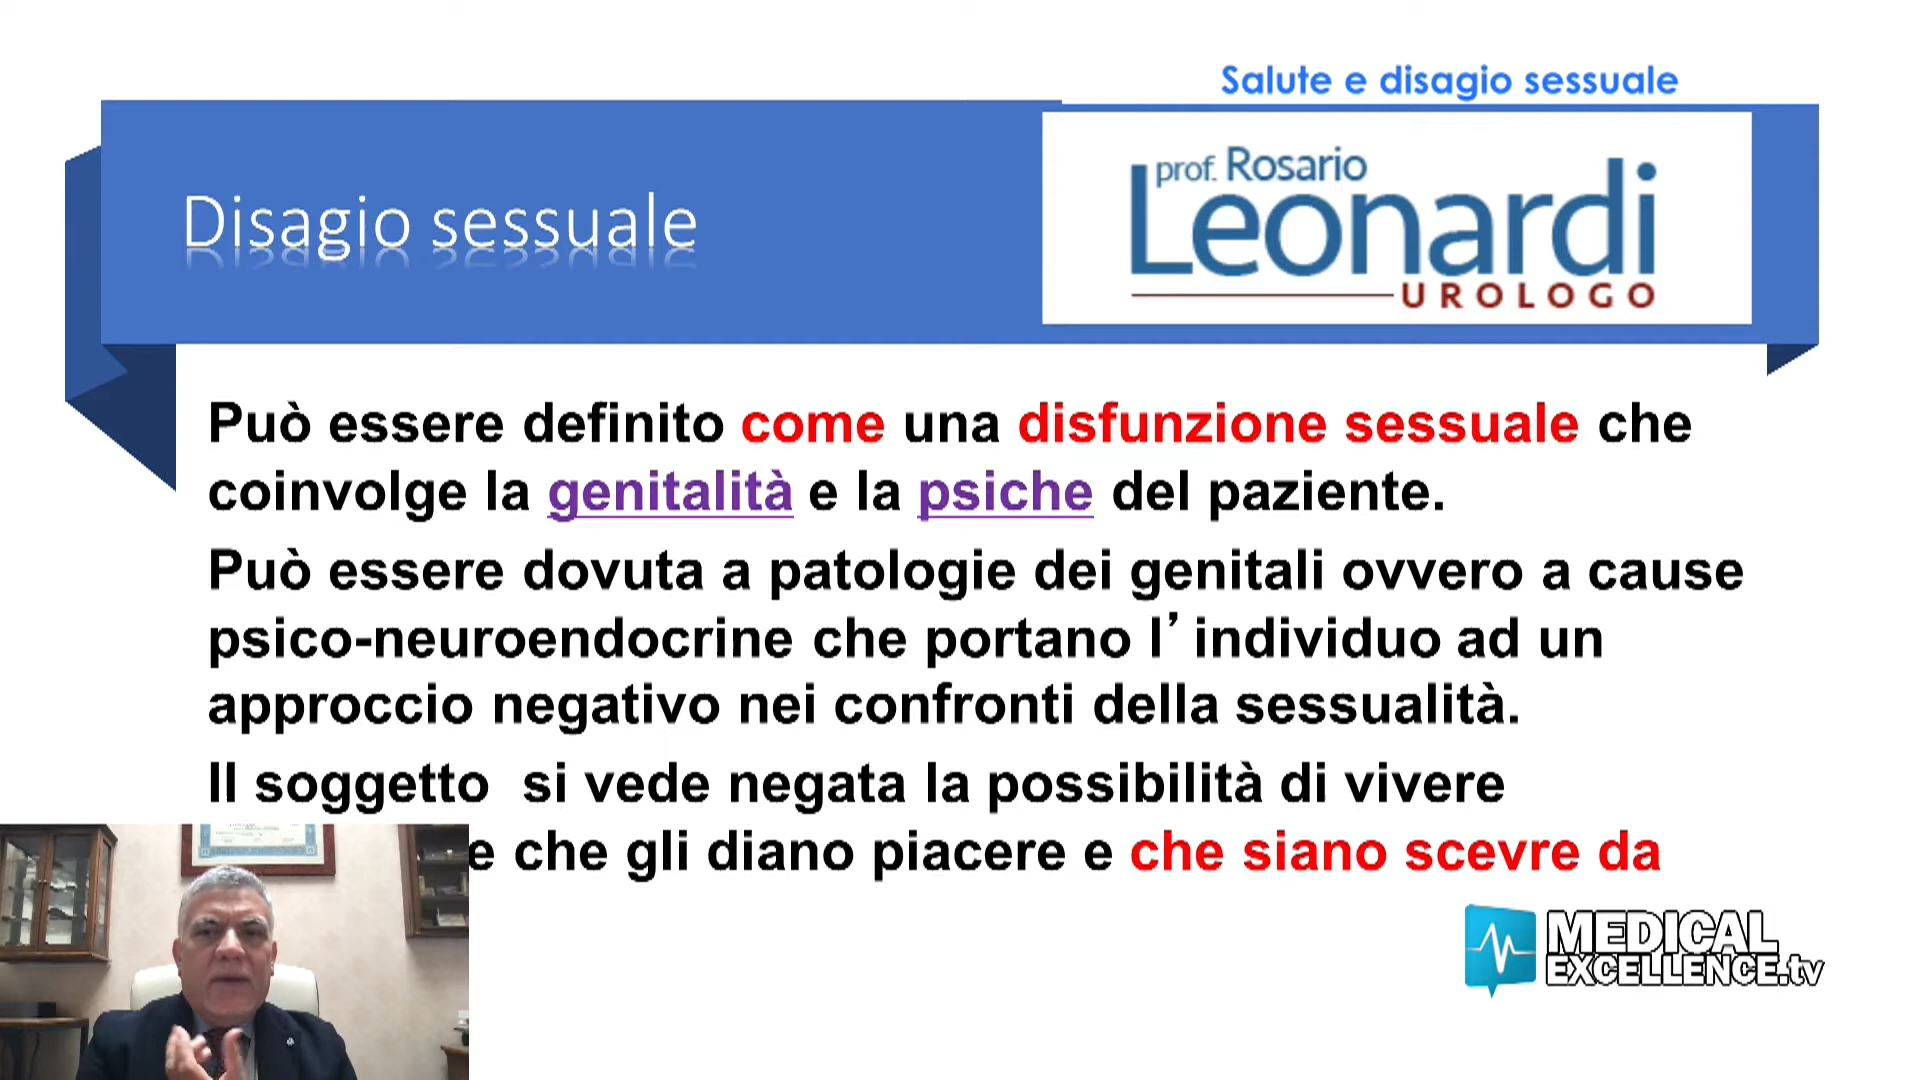 Salute e disagio sessuale
prof. Rosario
Leonardi
UROLOGO
Disagio sessuale
Può essere definito come una disfunzione sessuale che
coinvolge la genitalità e la psiche del paziente.
Può essere dovuta a patologie dei genitali ovvero a cause
psico-neuroendocrine che portano l’individuo ad un
approccio negativo nei confronti della sessualità.
Il soggetto si vede negata la possibilità di vivere
e che gli diano piacere e che siano scevre da
MEDICAL
EXCELLENCE.tv